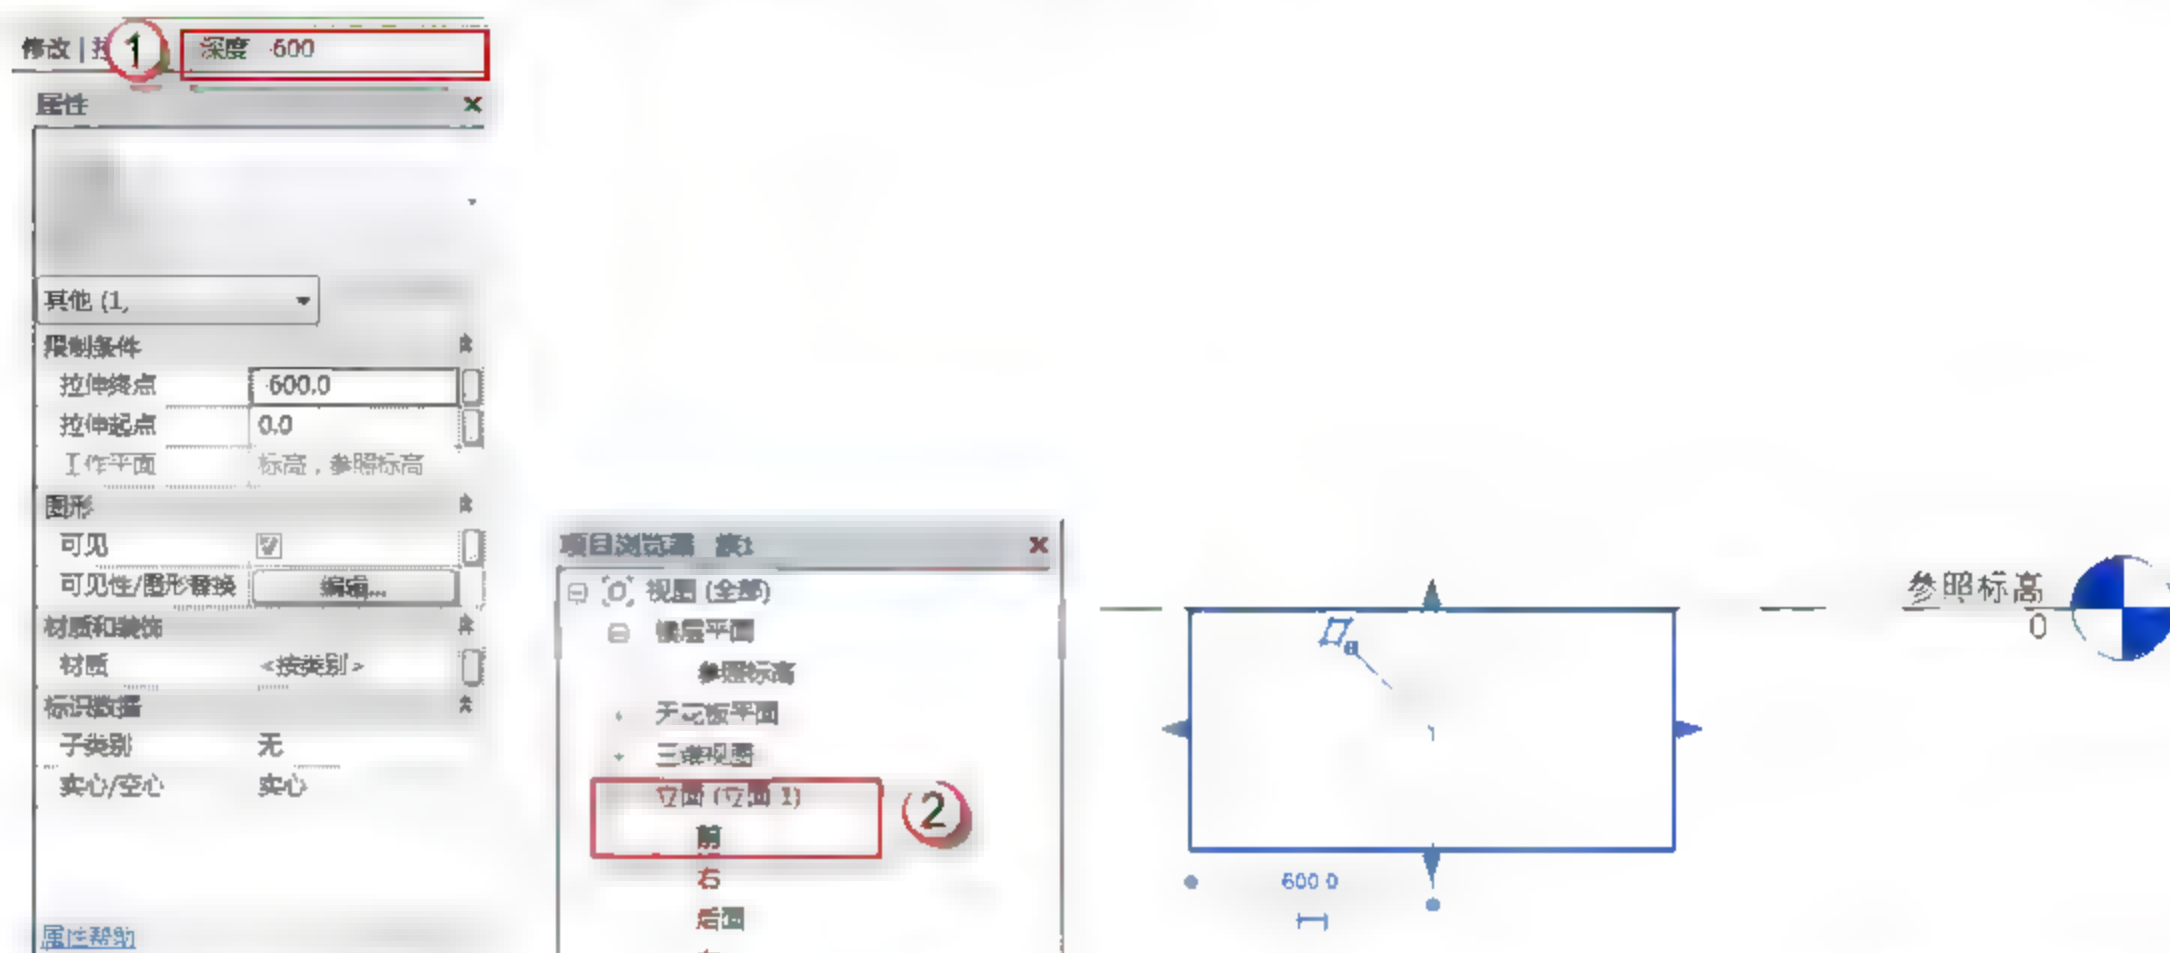 修改 | 拉
1
深度 -600
属性
其他 (1,
限制条件
拉伸终点 -600.0
拉伸起点 0.0
工作平面 标高，参照标高
图形
可见
可见性/图形替换 编辑...
材质和装饰
材质 <按类别>
标识数据
子类别 无
实心/空心 实心
属性帮助
项目浏览器 族1
视图 (全部)
楼层平面
参照标高
天花板平面
三维视图
立面 (立面 1)
前
2
右
后面
参照标高
0
600.0